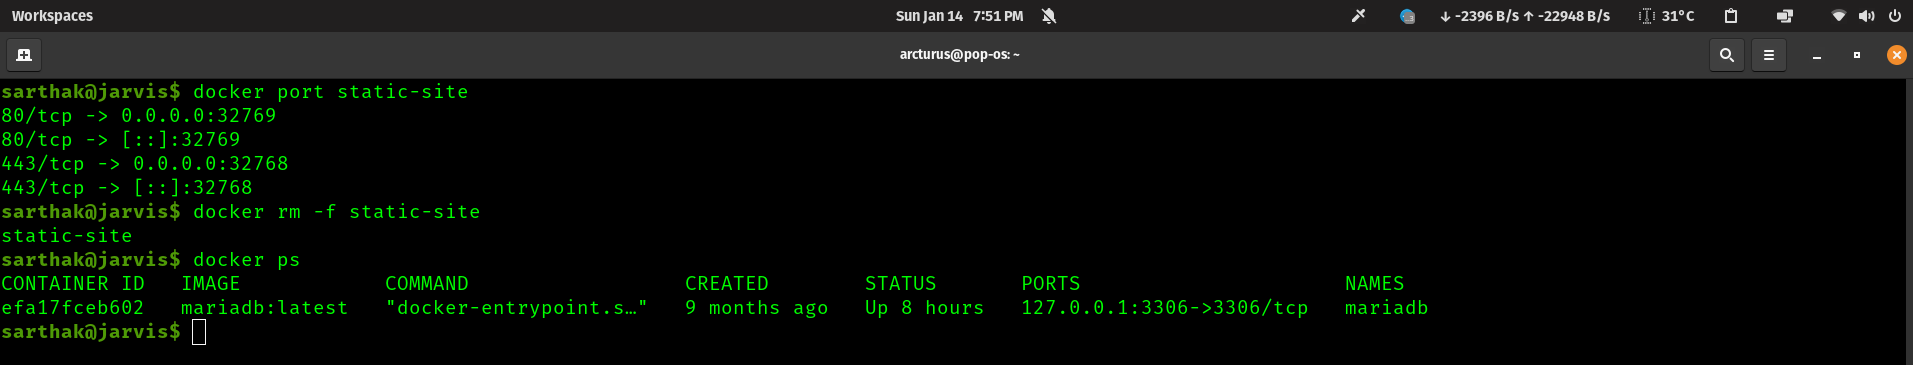 Workspaces Sun Jan 14 7:51 PM ↓ -2396 B/s ↑ -22948 B/s 31°C
arcturus@pop-os: ~
sarthak@jarvis$ docker port static-site
80/tcp -> 0.0.0.0:32769
80/tcp -> [::]:32769
443/tcp -> 0.0.0.0:32768
443/tcp -> [::]:32768
sarthak@jarvis$ docker rm -f static-site
static-site
sarthak@jarvis$ docker ps
CONTAINER ID   IMAGE            COMMAND                  CREATED        STATUS       PORTS                      NAMES
efa17fceb602   mariadb:latest   "docker-entrypoint.s…"   9 months ago   Up 8 hours   127.0.0.1:3306->3306/tcp   mariadb
sarthak@jarvis$